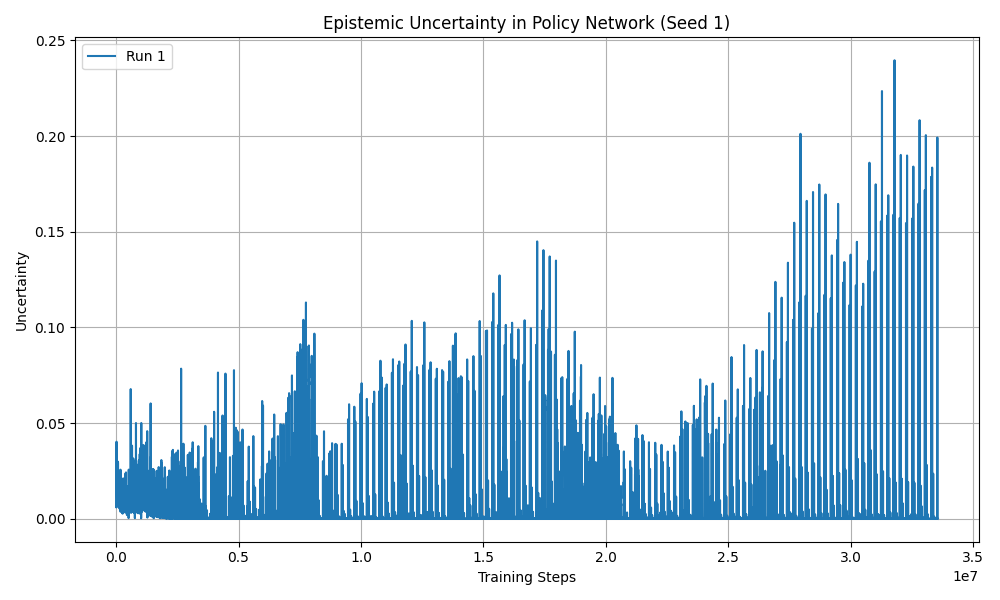 Epistemic Uncertainty in Policy Network (Seed 1)
Run 1
Uncertainty
0.25
0.20
0.15
0.10
0.05
0.00
0.0 0.5 1.0 1.5 2.0 2.5 3.0 3.5
1e7
Training Steps